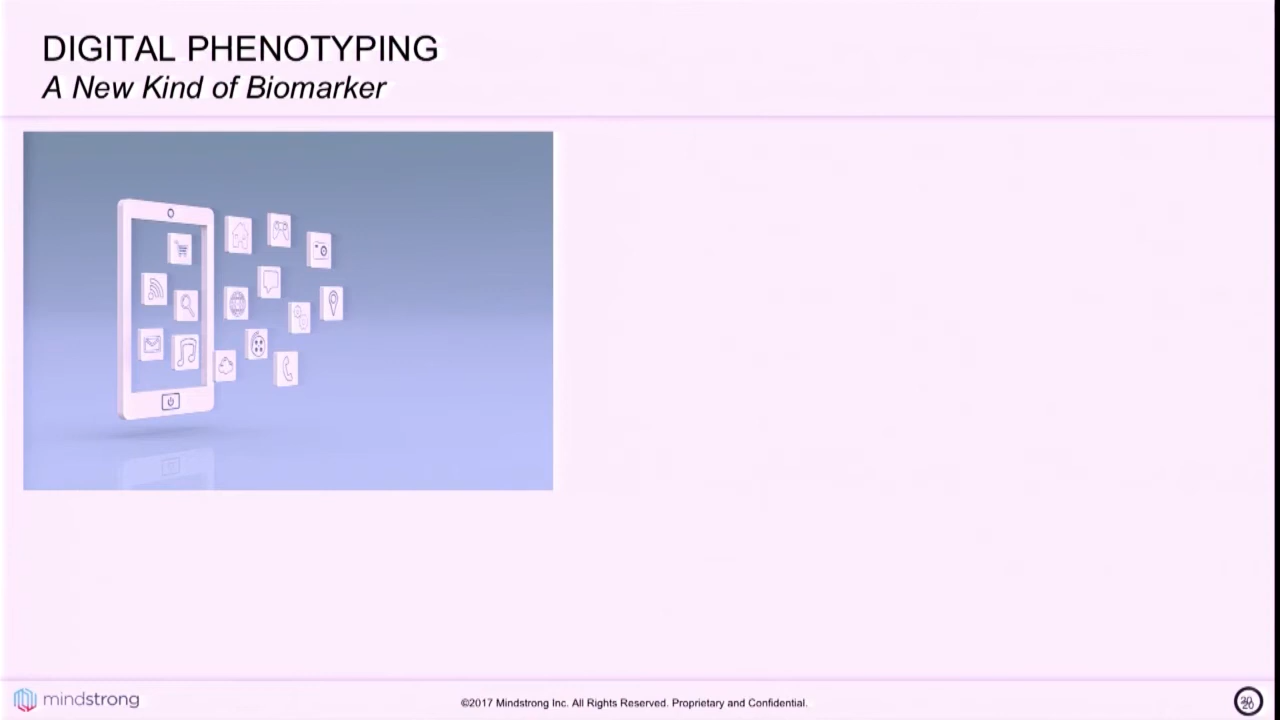 DIGITAL PHENOTYPING
A New Kind of Biomarker
mindstrong
©2017 Mindstrong Inc. All Rights Reserved. Proprietary and Confidential.